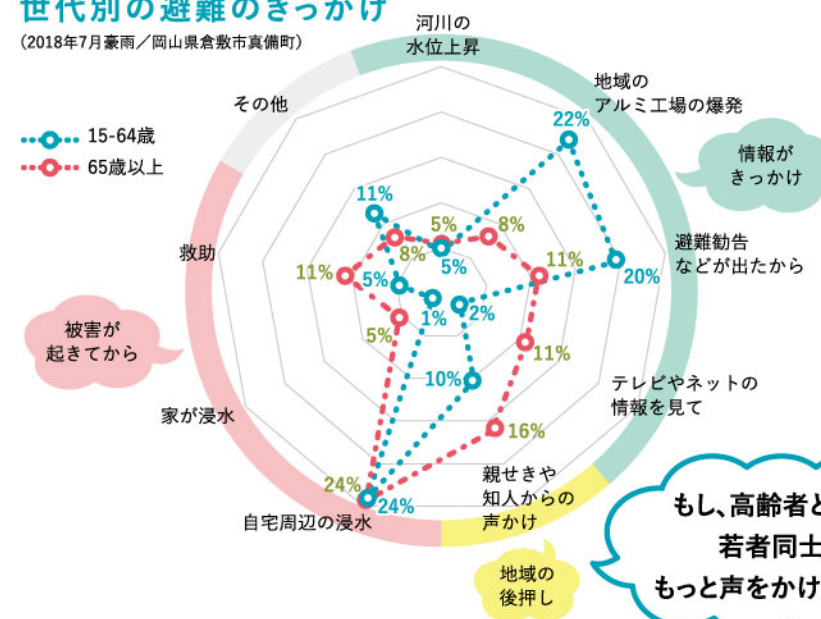 世代別の避難のきっかけ
（2018年7月豪雨／岡山県倉敷市真備町）
15-64歳
65歳以上
河川の
水位上昇
地域の
アルミ工場の爆発
避難勧告
などが出たから
テレビやネットの
情報を見て
親せきや
知人からの
声かけ
自宅周辺の浸水
家が浸水
救助
その他
情報が
きっかけ
地域の
後押し
被害が
起きてから
5%
5%
22%
8%
20%
11%
2%
11%
10%
16%
24%
24%
1%
5%
5%
11%
11%
8%
もし、高齢者と
若者同士
もっと声をかけ